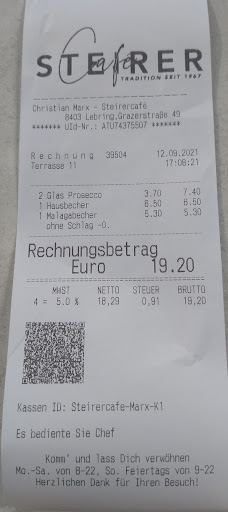 STEIRER
Cafe
TRADITION SEIT 1967
Christian Marx - Steirercafe
8403 Lebring,Grazerstraße 49
******* UId-Nr.: ATU74375507 *******
Rechnung 39504 12.09.2021
Terrasse 11 17:08:21
2 Glas Prosecco 3.70 7.40
1 Hausbecher 6.50 6.50
1 Malagabecher 5.30 5.30
ohne Schlag -O.
Rechnungsbetrag
Euro 19.20
MWST NETTO STEUER BRUTTO
4 = 5.0 % 18,29 0,91 19,20
Kassen ID: Steirercafe-Marx-K1
Es bediente Sie Chef
Komm' und lass Dich verwöhnen
Mo.-Sa. von 8-22, So. Feiertags von 9-22
Herzlichen Dank für Ihren Besuch!